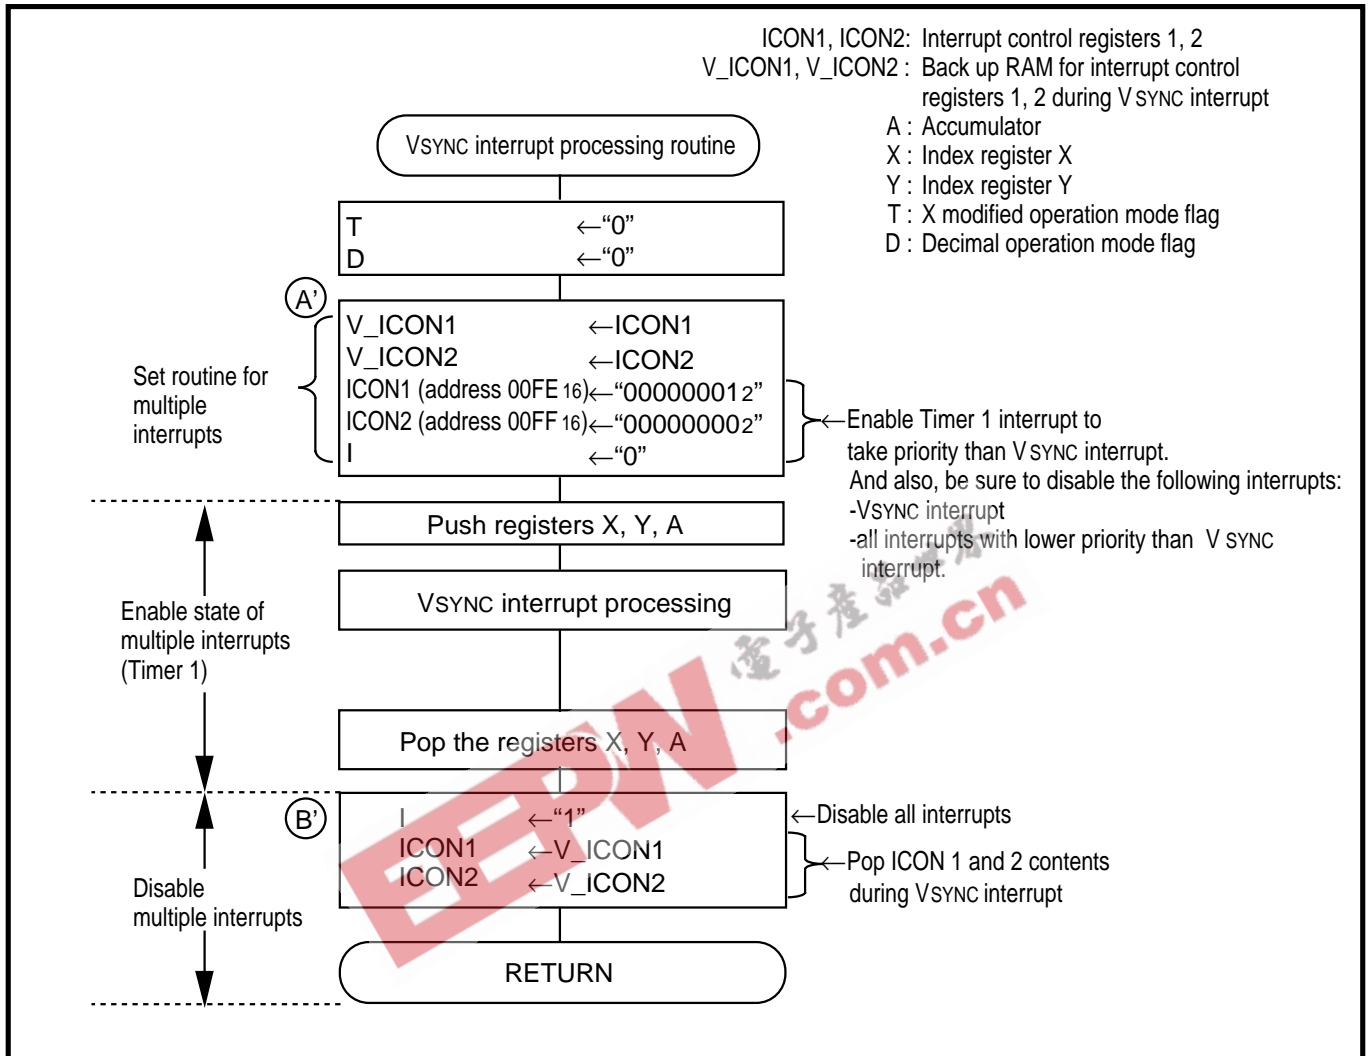 ICON1, ICON2: Interrupt control registers 1, 2
V_ICON1, V_ICON2 : Back up RAM for interrupt control
registers 1, 2 during VSYNC interrupt
A : Accumulator
X : Index register X
Y : Index register Y
T : X modified operation mode flag
D : Decimal operation mode flag
VSYNC interrupt processing routine
T ←“0”
D ←“0”
A’
V_ICON1 ←ICON1
V_ICON2 ←ICON2
ICON1 (address 00FE16)←“000000012”
ICON2 (address 00FF16)←“000000002”
I ←“0”
Set routine for
multiple
interrupts
←Enable Timer 1 interrupt to
take priority than VSYNC interrupt.
And also, be sure to disable the following interrupts:
-VSYNC interrupt
-all interrupts with lower priority than VSYNC
interrupt.
Push registers X, Y, A
VSYNC interrupt processing
Enable state of
multiple interrupts
(Timer 1)
Pop the registers X, Y, A
B’
I ←“1”
ICON1 ←V_ICON1
ICON2 ←V_ICON2
←Disable all interrupts
←Pop ICON 1 and 2 contents
during VSYNC interrupt
Disable
multiple interrupts
RETURN
EEPW.com.cn
電子產品世界